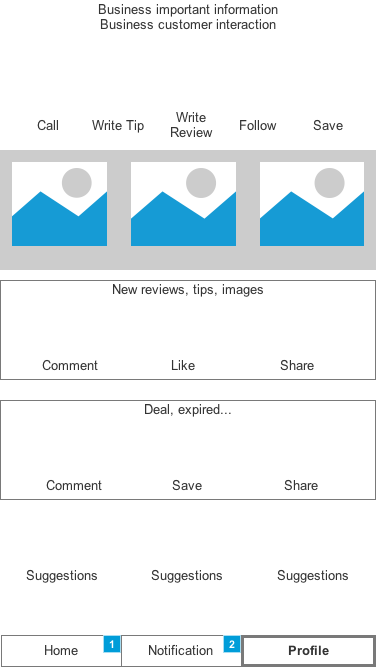 Business important information
Business customer interaction
Call
Write Tip
Write
Review
Follow
Save
New reviews, tips, images
Comment
Like
Share
Deal, expired...
Comment
Save
Share
Suggestions
Suggestions
Suggestions
Home
1
Notification
2
Profile